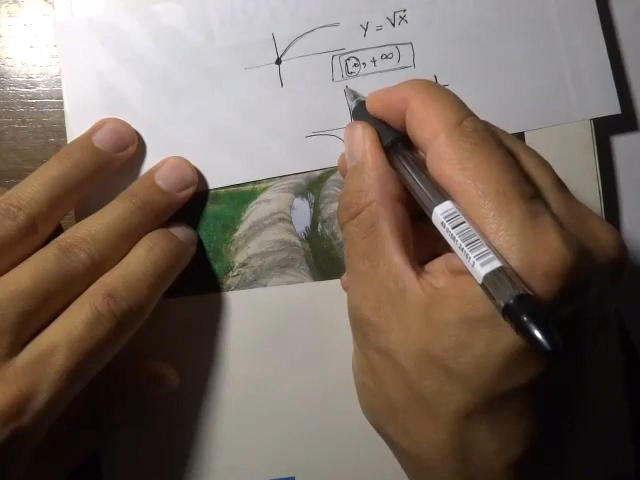 y = √x
[0, +∞)